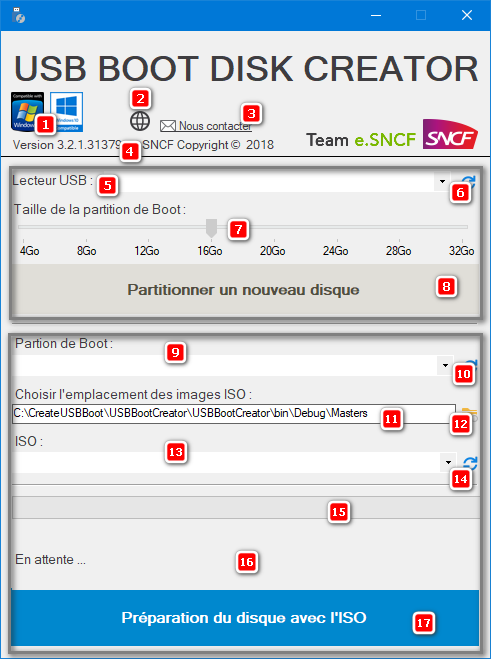 USB BOOT DISK CREATOR
Compatible with
Windows
Windows10
1
2
3
Nous contacter
Team e.SNCF
SNCF
Version 3.2.1.31379
4
SNCF Copyright © 2018
Lecteur USB :
5
6
Taille de la partition de Boot :
7
4Go 8Go 12Go 16Go 20Go 24Go 28Go 32Go
Partitionner un nouveau disque
8
Partion de Boot :
9
10
Choisir l'emplacement des images ISO :
C:\CreateUSBBoot\USBBootCreator\USBBootCreator\bin\Debug\Masters
11
12
ISO :
13
14
15
En attente ...
16
Préparation du disque avec l'ISO
17